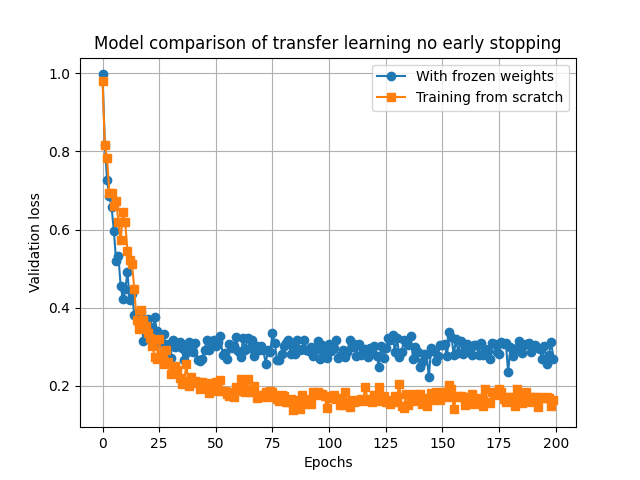 Model comparison of transfer learning no early stopping
With frozen weights
Training from scratch
Validation loss
1.0
0.8
0.6
0.4
0.2
0 25 50 75 100 125 150 175 200
Epochs